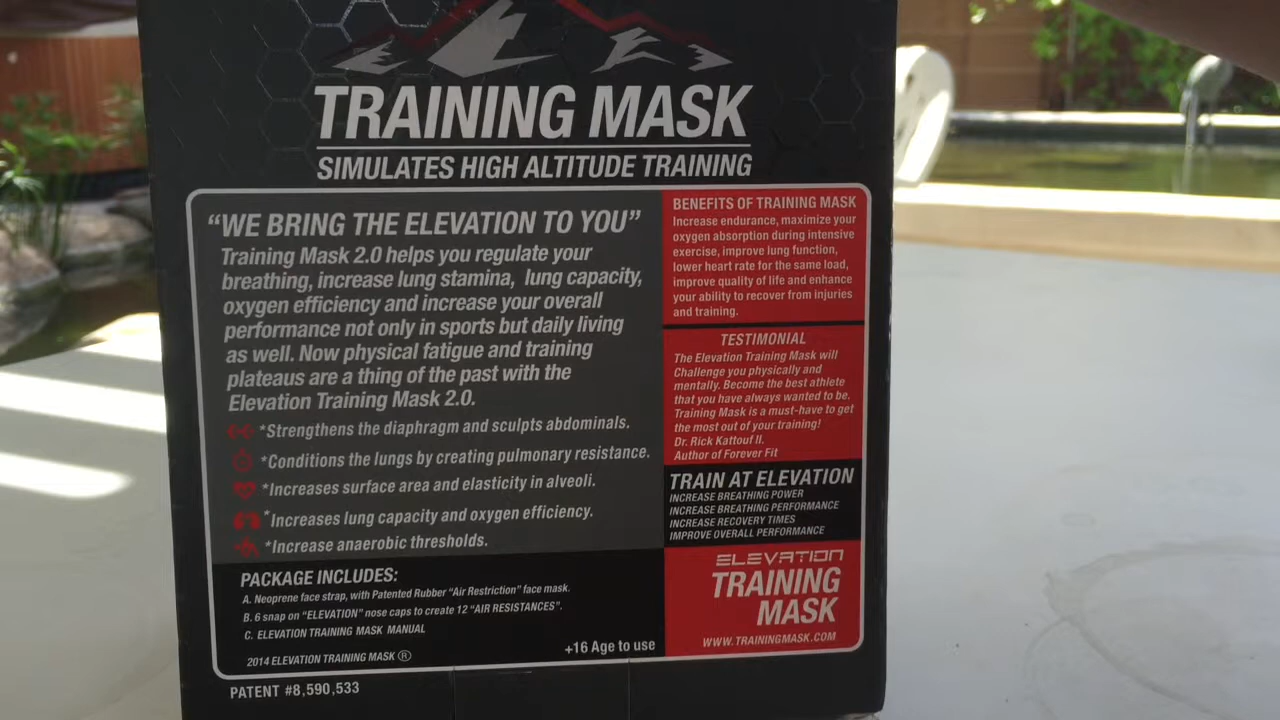 TRAINING MASK
SIMULATES HIGH ALTITUDE TRAINING
“WE BRING THE ELEVATION TO YOU”
Training Mask 2.0 helps you regulate your
breathing, increase lung stamina, lung capacity,
oxygen efficiency and increase your overall
performance not only in sports but daily living
as well. Now physical fatigue and training
plateaus are a thing of the past with the
Elevation Training Mask 2.0.
*Strengthens the diaphragm and sculpts abdominals.
*Conditions the lungs by creating pulmonary resistance.
*Increases surface area and elasticity in alveoli.
*Increases lung capacity and oxygen efficiency.
*Increase anaerobic thresholds.
PACKAGE INCLUDES:
A. Neoprene face strap, with Patented Rubber “Air Restriction” face mask.
B. 6 snap on “ELEVATION” nose caps to create 12 “AIR RESISTANCES”.
C. ELEVATION TRAINING MASK MANUAL
2014 ELEVATION TRAINING MASK ®
+16 Age to use
PATENT #8,590,533
BENEFITS OF TRAINING MASK
Increase endurance, maximize your
oxygen absorption during intensive
exercise, improve lung function,
lower heart rate for the same load,
improve quality of life and enhance
your ability to recover from injuries
and training.
TESTIMONIAL
The Elevation Training Mask will
Challenge you physically and
mentally. Become the best athlete
that you have always wanted to be.
Training Mask is a must-have to get
the most out of your training!
Dr. Rick Kattouf II.
Author of Forever Fit
TRAIN AT ELEVATION
INCREASE BREATHING POWER
INCREASE BREATHING PERFORMANCE
INCREASE RECOVERY TIMES
IMPROVE OVERALL PERFORMANCE
ELEVATION
TRAINING
MASK
WWW.TRAININGMASK.COM